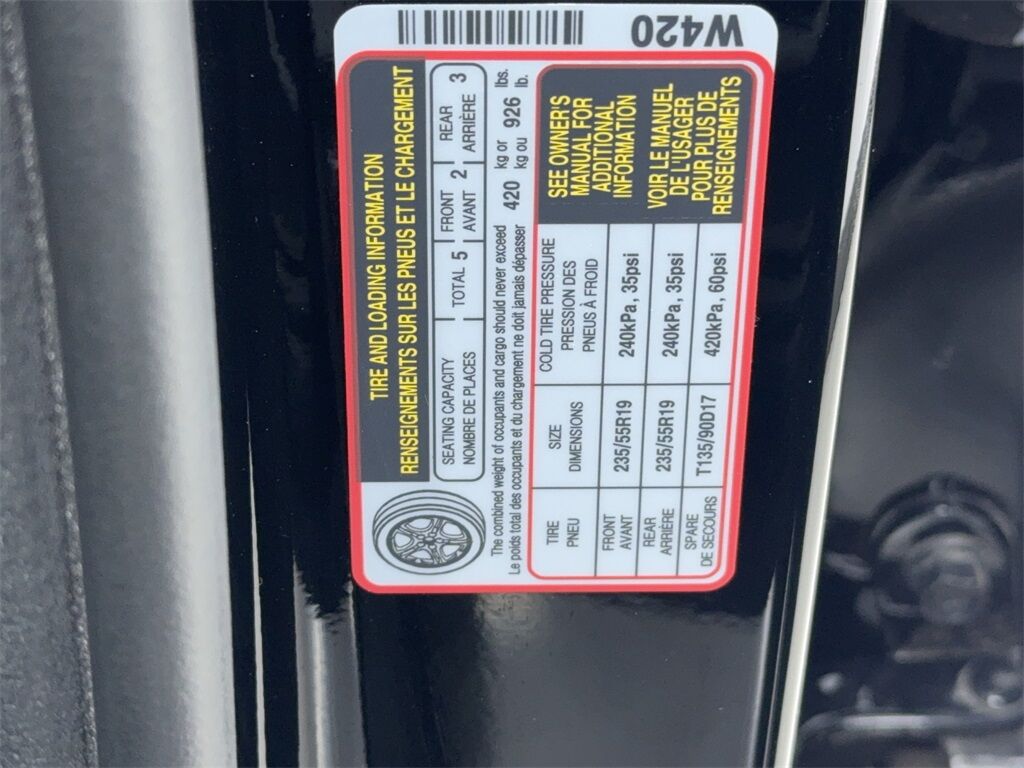 W420
TIRE AND LOADING INFORMATION
RENSEIGNEMENTS SUR LES PNEUS ET LE CHARGEMENT
SEATING CAPACITY
NOMBRE DE PLACES
TOTAL 5
FRONT
AVANT 2
REAR
ARRIÈRE 3
The combined weight of occupants and cargo should never exceed 420 kg or 926 lbs.
Le poids total des occupants et du chargement ne doit jamais dépasser kg ou lb.
TIRE
PNEU
SIZE
DIMENSIONS
COLD TIRE PRESSURE
PRESSION DES
PNEUS À FROID
FRONT
AVANT
235/55R19
240kPa, 35psi
REAR
ARRIÈRE
235/55R19
240kPa, 35psi
SPARE
DE SECOURS
T135/90D17
420kPa, 60psi
SEE OWNER'S
MANUAL FOR
ADDITIONAL
INFORMATION
VOIR LE MANUEL
DE L'USAGER
POUR PLUS DE
RENSEIGNEMENTS